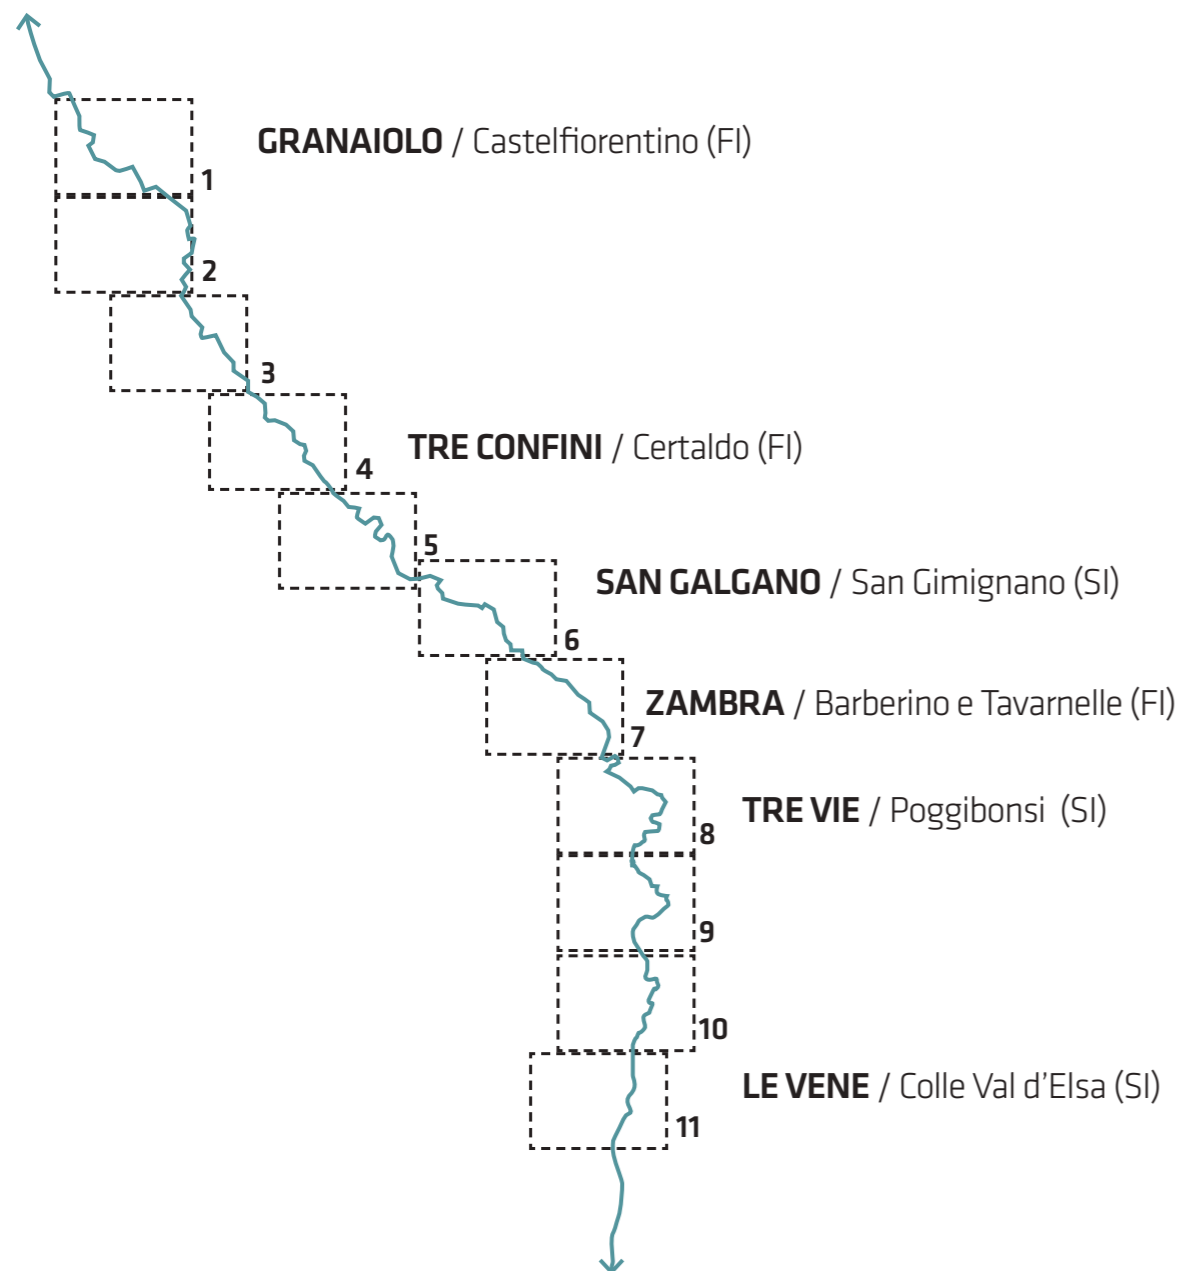 GRANAIOLO / Castelfiorentino (FI)
1
2
3
TRE CONFINI / Certaldo (FI)
4
5
SAN GALGANO / San Gimignano (SI)
6
ZAMBRA / Barberino e Tavarnelle (FI)
7
TRE VIE / Poggibonsi (SI)
8
9
10
LE VENE / Colle Val d’Elsa (SI)
11